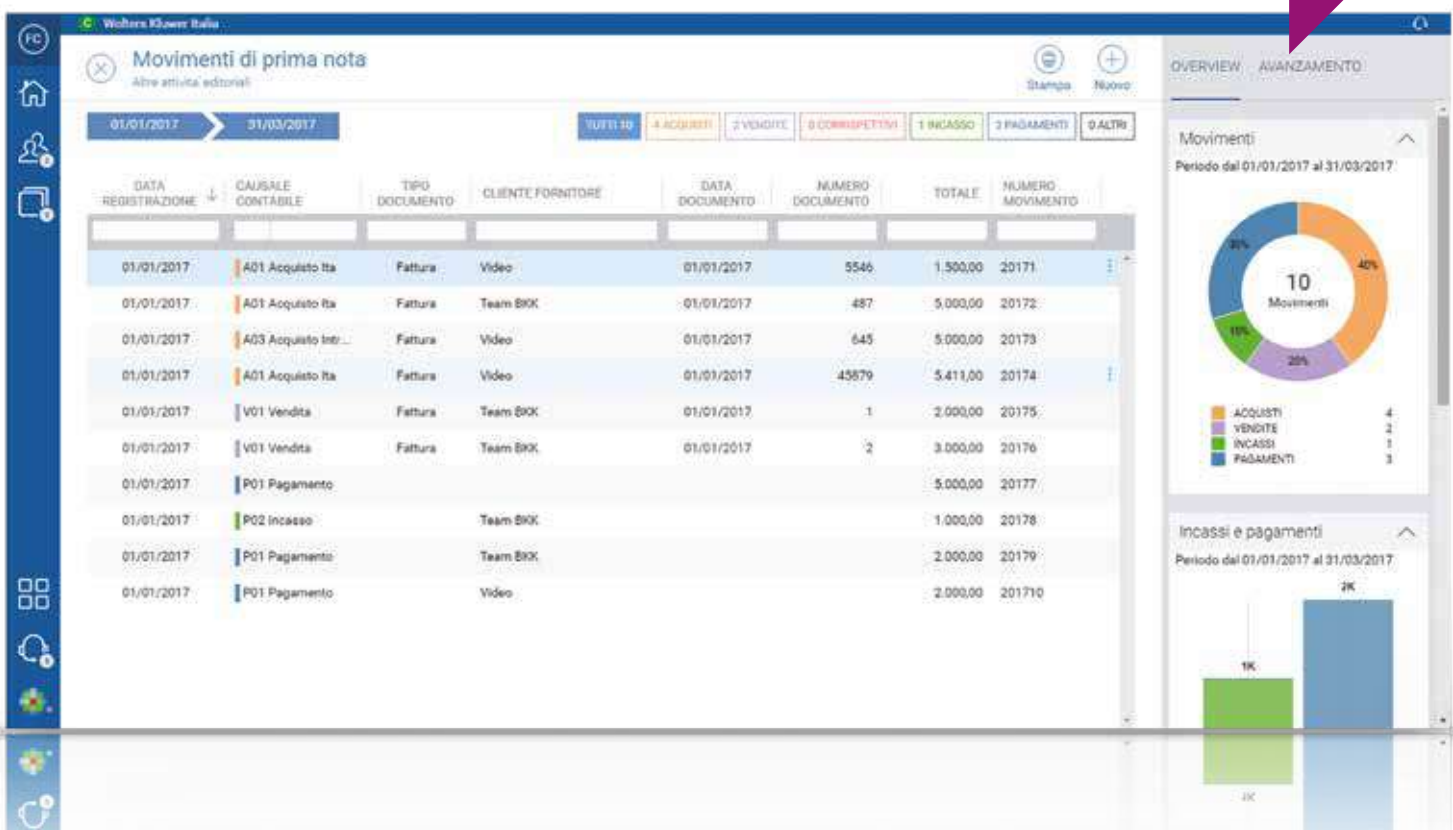 FC
Wolters Kluwer Italia
Movimenti di prima nota
Altre attivita' editoriali
Stampa
Nuovo
OVERVIEW AVANZAMENTO
01/01/2017 31/03/2017
TUTTI 10 4 ACQUISTI 2 VENDITE 0 CORRISPETTIVI 1 INCASSO 3 PAGAMENTI 0 ALTRI
DATA REGISTRAZIONE
CAUSALE CONTABILE
TIPO DOCUMENTO
CLIENTE FORNITORE
DATA DOCUMENTO
NUMERO DOCUMENTO
TOTALE
NUMERO MOVIMENTO
01/01/2017 A01 Acquisto Ita Fattura Video 01/01/2017 5546 1.500,00 20171
01/01/2017 A01 Acquisto Ita Fattura Team BKK 01/01/2017 487 5.000,00 20172
01/01/2017 A03 Acquisto Intr... Fattura Video 01/01/2017 645 5.000,00 20173
01/01/2017 A01 Acquisto Ita Fattura Video 01/01/2017 45879 5.411,00 20174
01/01/2017 V01 Vendita Fattura Team BKK 01/01/2017 1 2.000,00 20175
01/01/2017 V01 Vendita Fattura Team BKK 01/01/2017 2 3.000,00 20176
01/01/2017 P01 Pagamento 5.000,00 20177
01/01/2017 P02 Incasso Team BKK 1.000,00 20178
01/01/2017 P01 Pagamento Team BKK 2.000,00 20179
01/01/2017 P01 Pagamento Video 2.000,00 201710
Movimenti
Periodo dal 01/01/2017 al 31/03/2017
30%
40%
10
Movimenti
10%
20%
ACQUISTI 4
VENDITE 2
INCASSI 1
PAGAMENTI 3
Incassi e pagamenti
Periodo dal 01/01/2017 al 31/03/2017
2K
1K